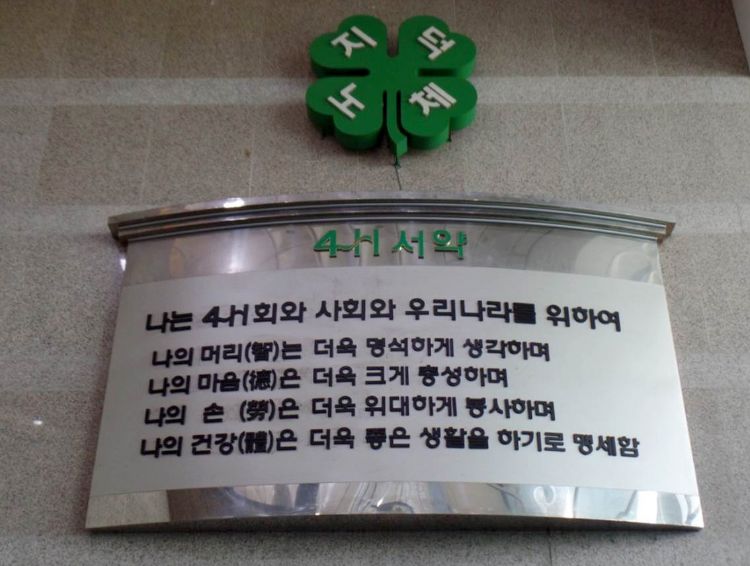 지 덕
노 체
4-H 서약
나는 4-H회와 사회와 우리나라를 위하여
나의 머리(智)는 더욱 명석하게 생각하며
나의 마음(德)은 더욱 크게 충성하며
나의 손 (勞)은 더욱 위대하게 봉사하며
나의 건강(體)은 더욱 좋은 생활을 하기로 맹세함